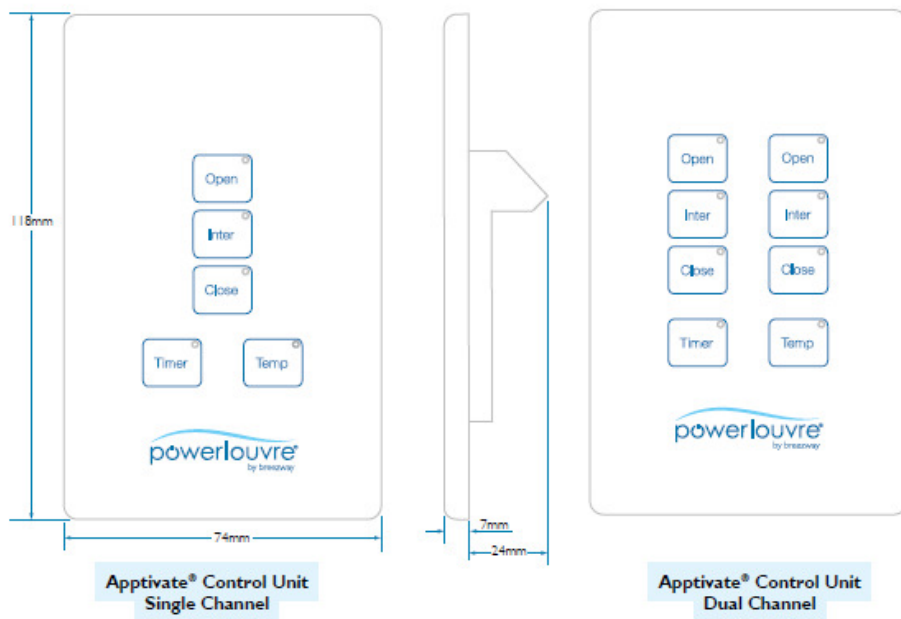 Open
Inter
Close
Timer Temp
powerlouvre®
by breezway
118mm
74mm
7mm
24mm
Open Open
Inter Inter
Close Close
Timer Temp
powerlouvre®
by breezway
Apptivate® Control Unit
Single Channel
Apptivate® Control Unit
Dual Channel